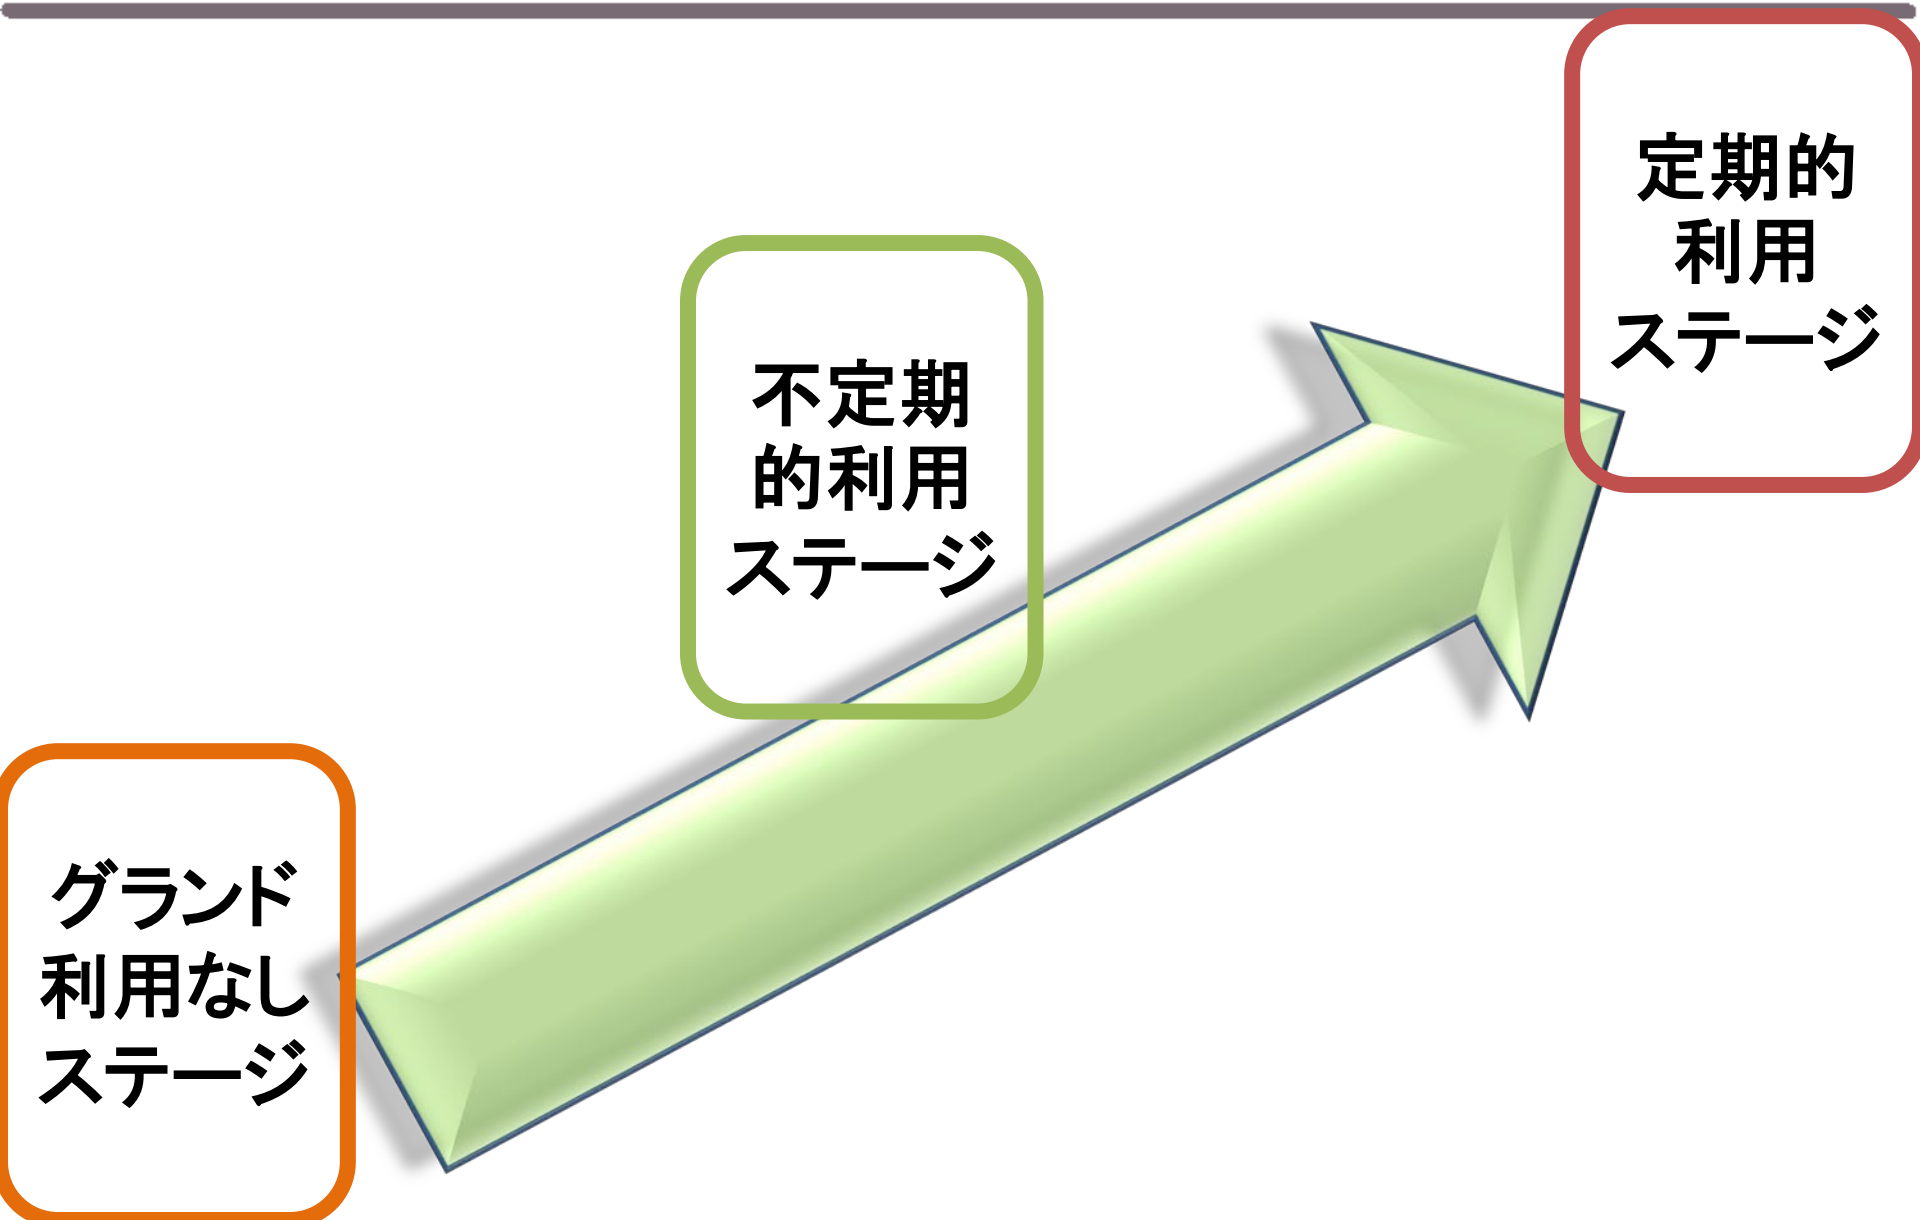 定期的
利用
ステージ
不定期
的利用
ステージ
グランド
利用なし
ステージ